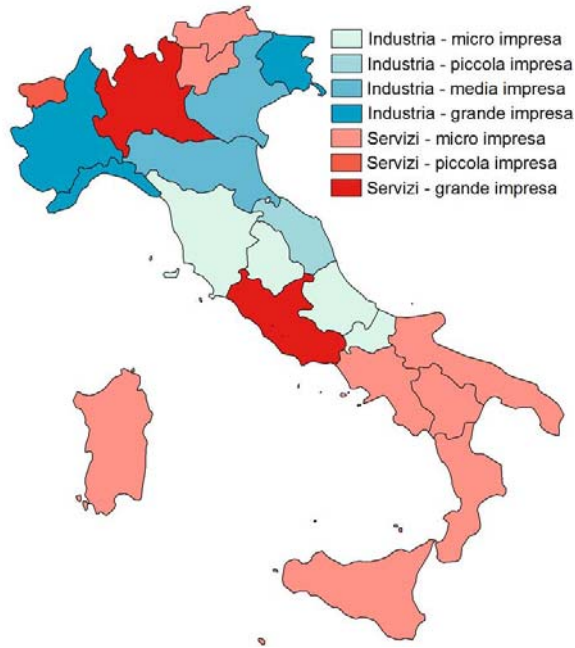 Industria - micro impresa
Industria - piccola impresa
Industria - media impresa
Industria - grande impresa
Servizi - micro impresa
Servizi - piccola impresa
Servizi - grande impresa